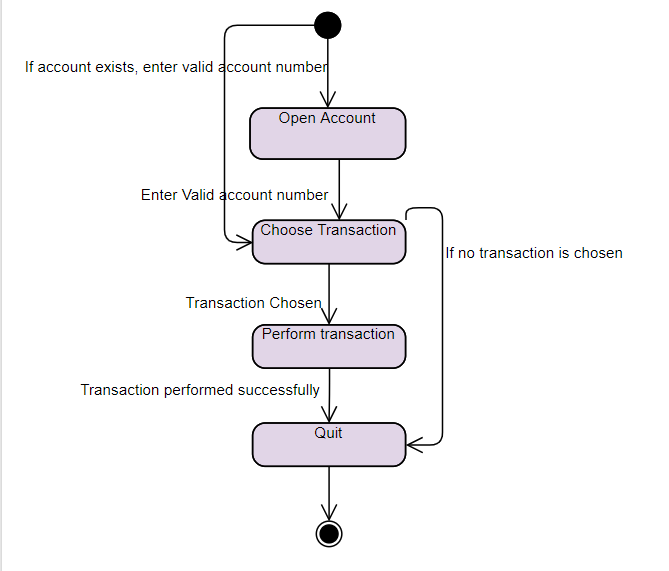 If account exists, enter valid account number
Open Account
Enter Valid account number
Choose Transaction
If no transaction is chosen
Transaction Chosen
Perform transaction
Transaction performed successfully
Quit